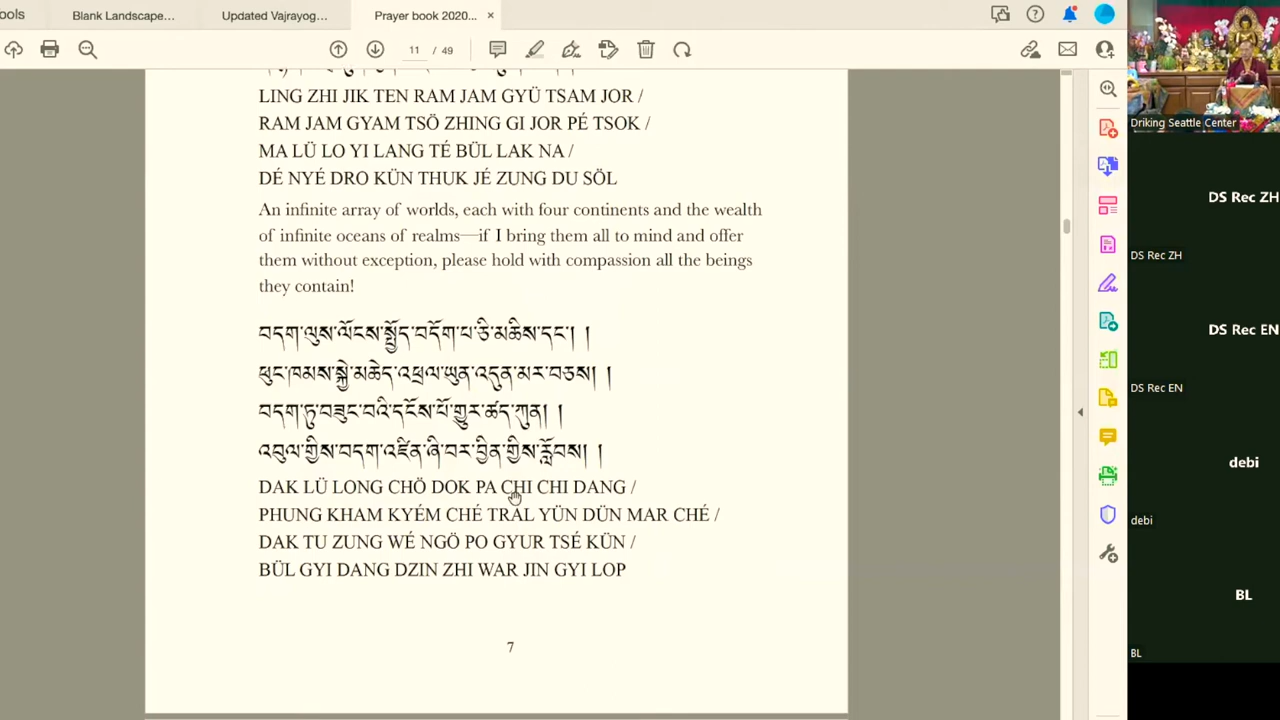 ools
Blank Landscape...
Updated Vajrayog...
Prayer book 2020... ×
11 / 49
LING ZHI JIK TEN RAM JAM GYÜ TSAM JOR /
RAM JAM GYAM TSÖ ZHING GI JOR PÉ TSOK /
MA LÜ LO YI LANG TÉ BÜL LAK NA /
DÉ NYÉ DRO KÜN THUK JÉ ZUNG DU SÖL
An infinite array of worlds, each with four continents and the wealth
of infinite oceans of realms—if I bring them all to mind and offer
them without exception, please hold with compassion all the beings
they contain!
བདག་ལུས་ལོངས་སྤྱོད་བདོག་པ་ཅི་མཆིས་དང་། །
ཕུང་ཁམས་སྐྱེ་མཆེད་འཕྲལ་ཡུན་འདུན་མར་བཅས། །
བདག་ཏུ་བཟུང་བའི་དངོས་པོ་གྱུར་ཚད་ཀུན། །
འབུལ་གྱིས་བདག་འཛིན་ཞི་བར་བྱིན་གྱིས་རློབས། །
DAK LÜ LONG CHÖ DOK PA CHI CHI DANG /
PHUNG KHAM KYÉM CHÉ TRAL YÜN DÜN MAR CHÉ /
DAK TU ZUNG WÉ NGÖ PO GYUR TSÉ KÜN /
BÜL GYI DANG DZIN ZHI WAR JIN GYI LOP
7
Driking Seattle Center
DS Rec ZH
DS Rec ZH
DS Rec EN
DS Rec EN
debi
debi
BL
BL